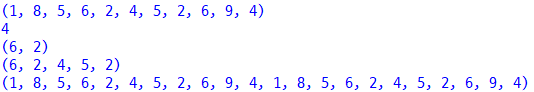 (1, 8, 5, 6, 2, 4, 5, 2, 6, 9, 4)
4
(6, 2)
(6, 2, 4, 5, 2)
(1, 8, 5, 6, 2, 4, 5, 2, 6, 9, 4, 1, 8, 5, 6, 2, 4, 5, 2, 6, 9, 4)